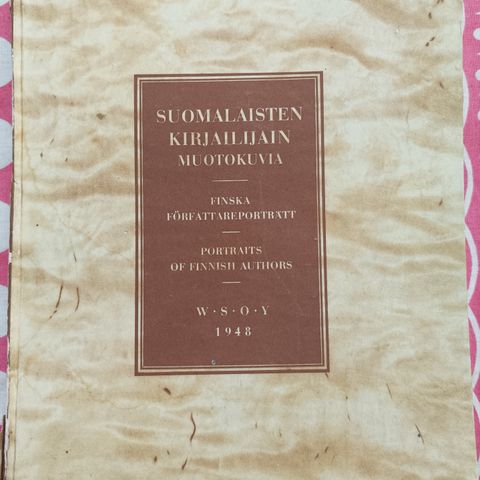 SUOMALAISTEN
KIRJAILIJAIN
MUOTOKUVIA
FINSKA
FÖRFATTAREPORTRÄTT
PORTRAITS
OF FINNISH AUTHORS
W·S·O·Y
1948